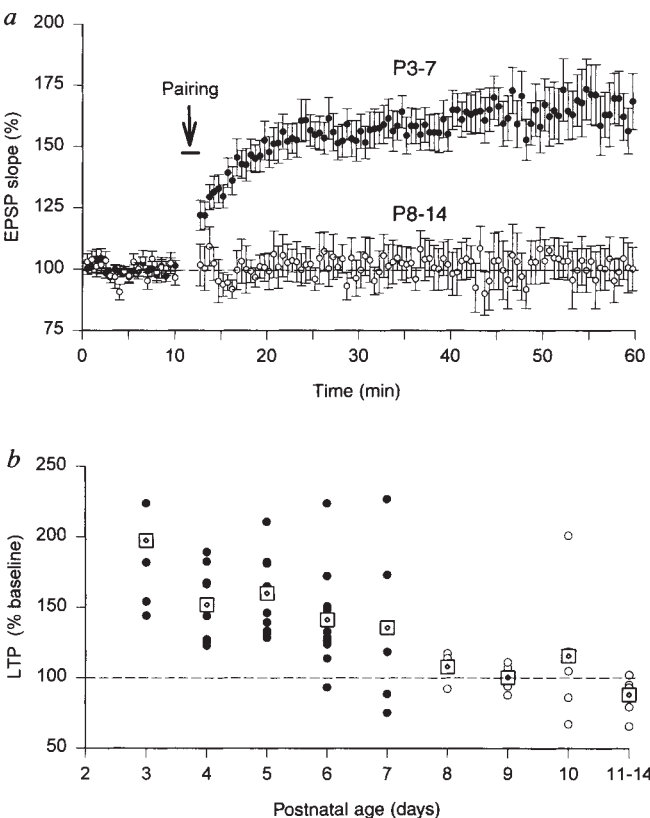 a
200
175
150
125
100
75
EPSP slope (%)
Pairing
P3-7
P8-14
0 10 20 30 40 50 60
Time (min)
b
250
200
150
100
50
LTP (% baseline)
2 3 4 5 6 7 8 9 10 11-14
Postnatal age (days)